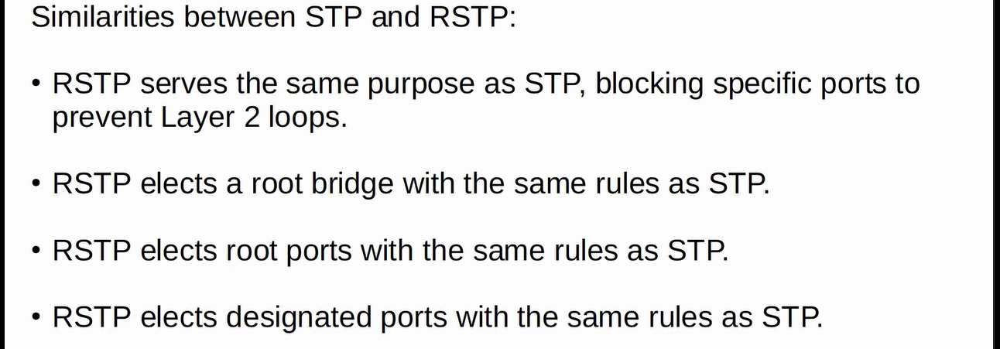 Similarities between STP and RSTP:
• RSTP serves the same purpose as STP, blocking specific ports to
prevent Layer 2 loops.
• RSTP elects a root bridge with the same rules as STP.
• RSTP elects root ports with the same rules as STP.
• RSTP elects designated ports with the same rules as STP.